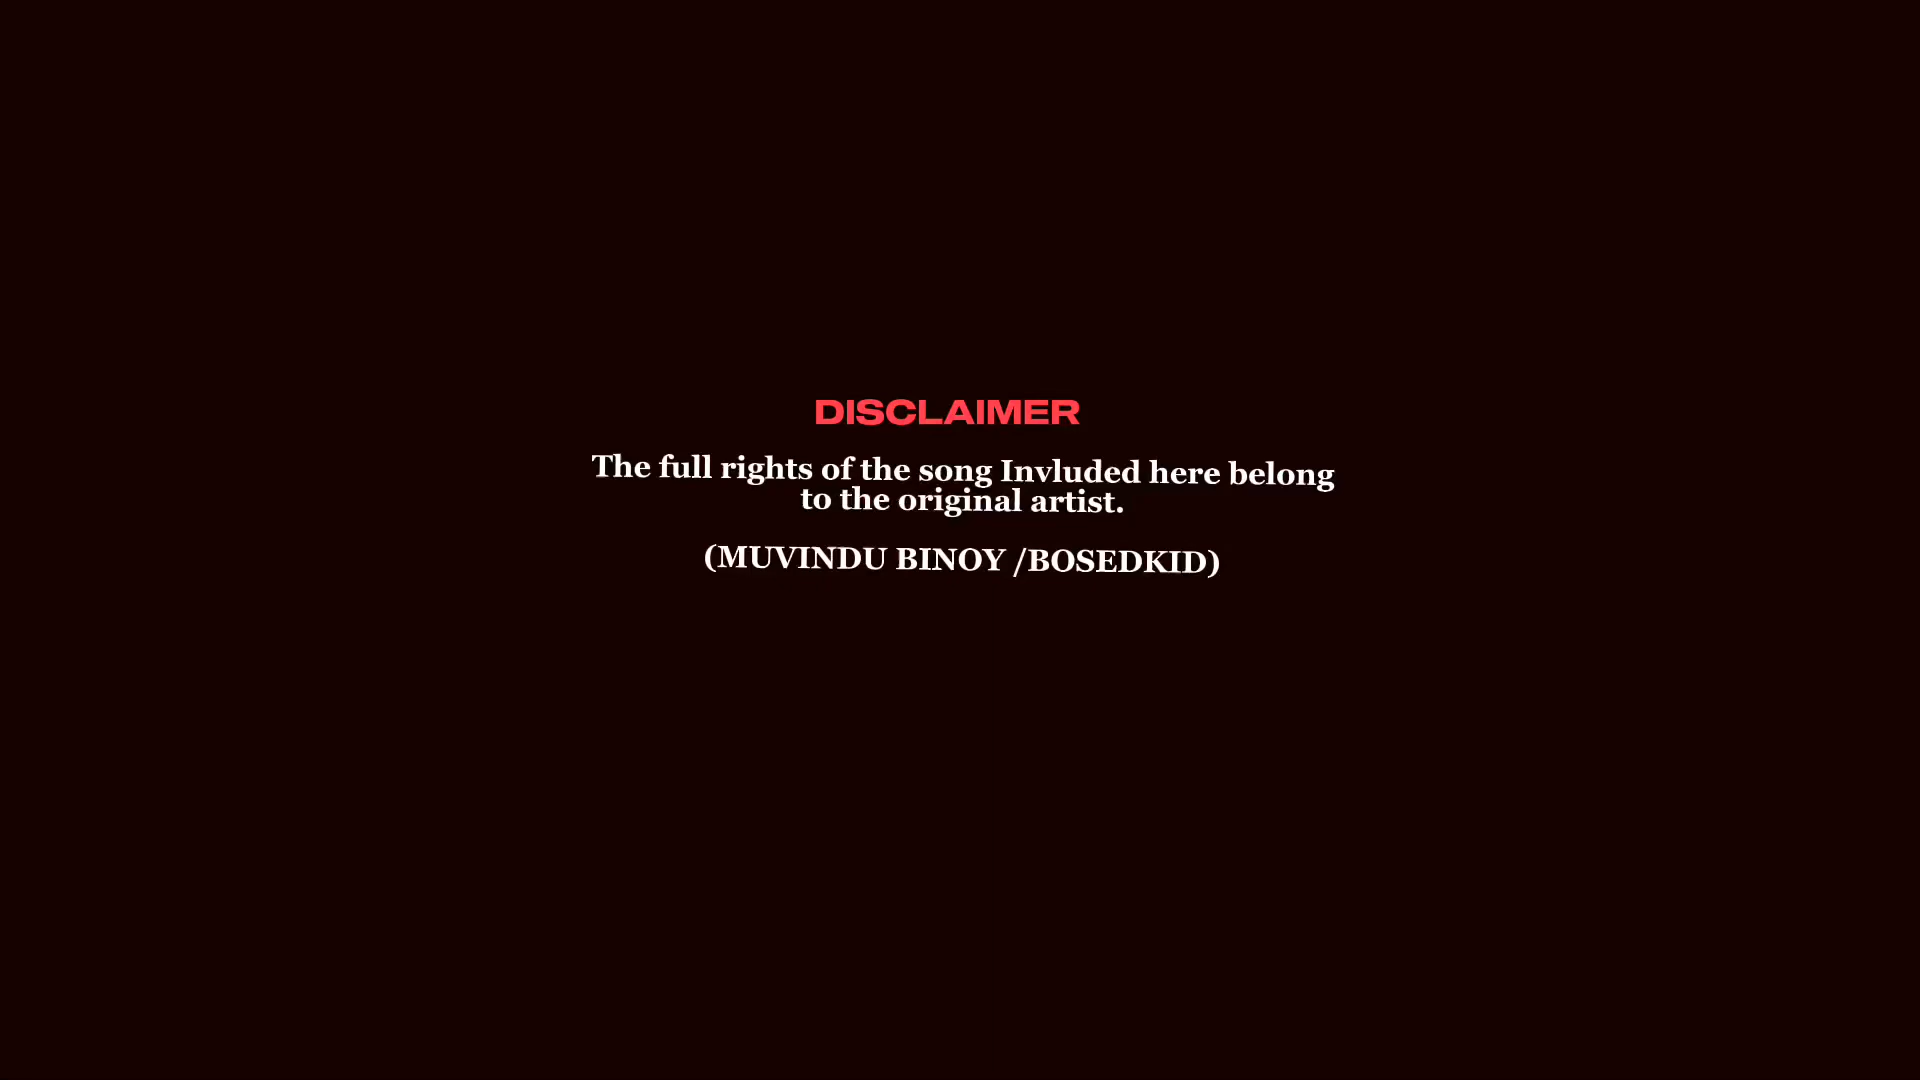 DISCLAIMER
The full rights of the song Invluded here belong
to the original artist.
(MUVINDU BINOY /BOSEDKID)